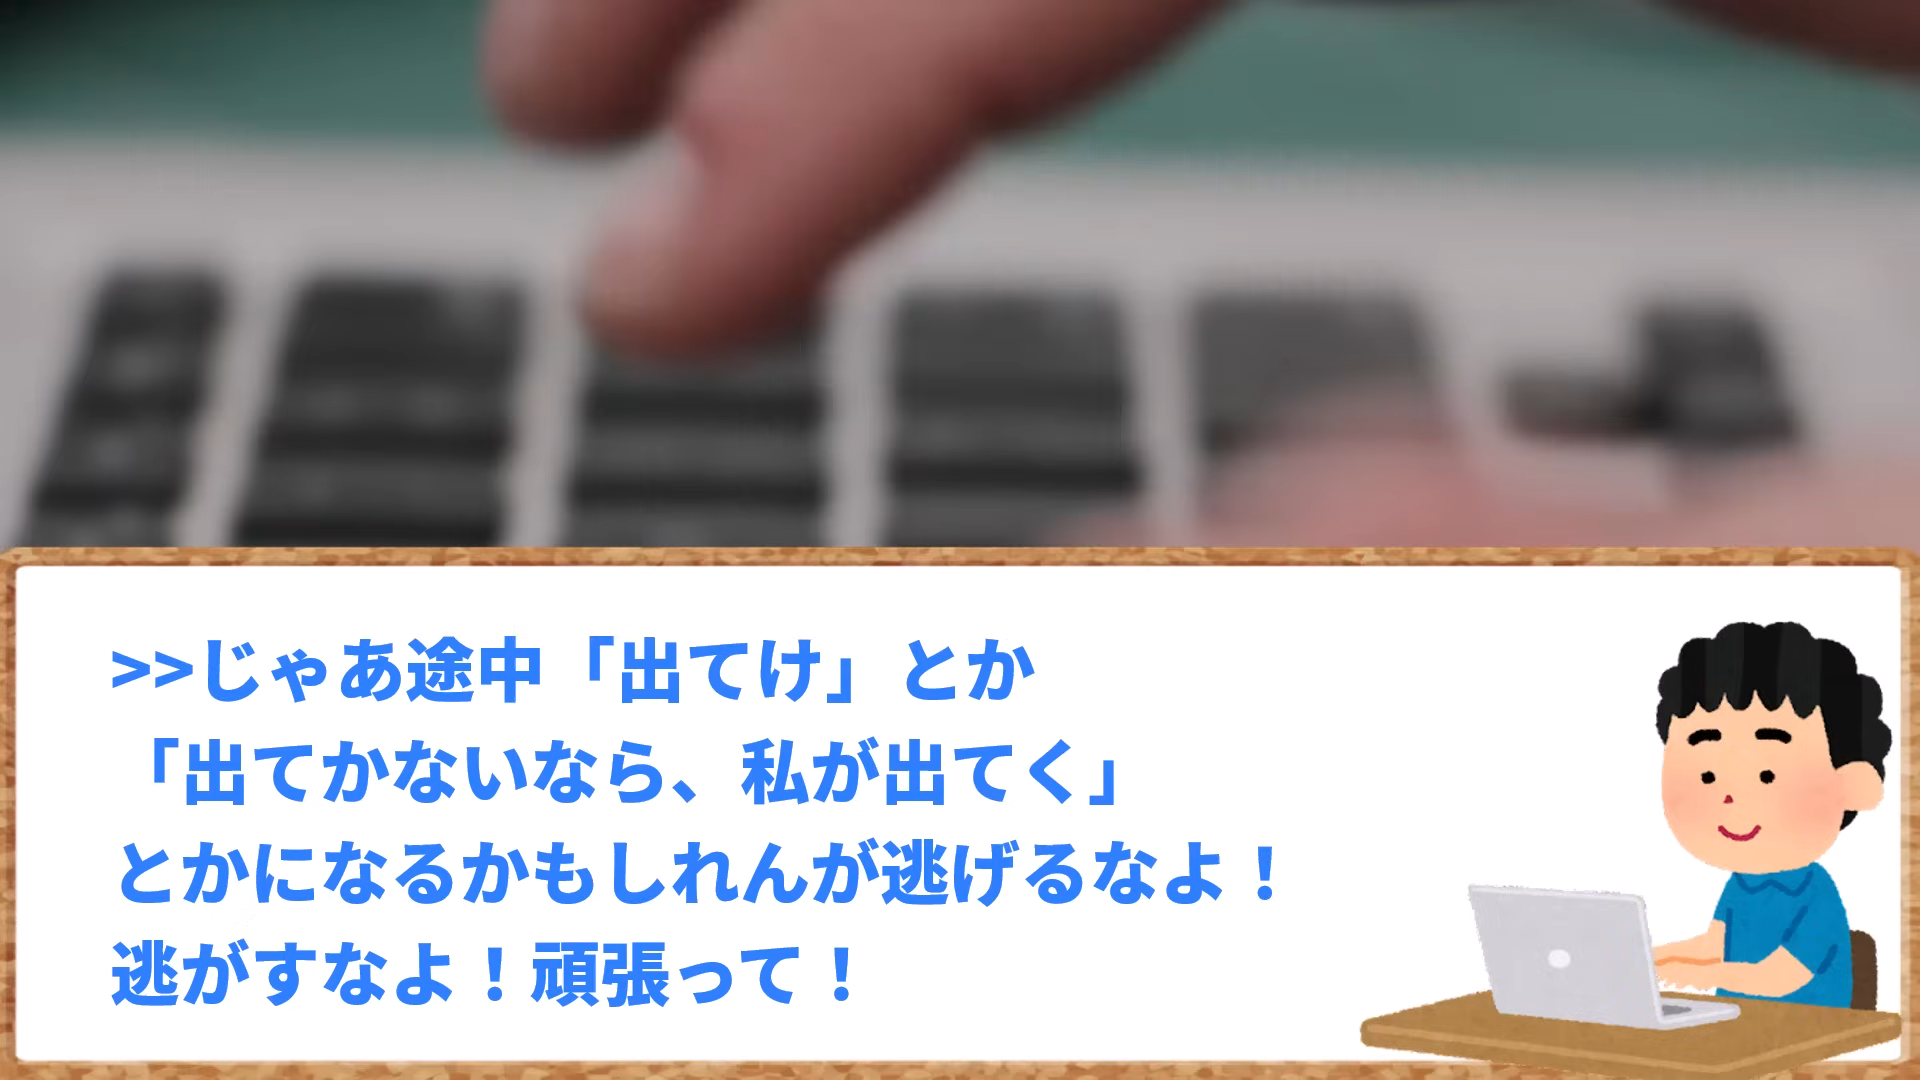 >>じゃあ途中「出てけ」とか
「出てかないなら、私が出てく」
とかになるかもしれんが逃げるなよ！
逃がすなよ！頑張って！